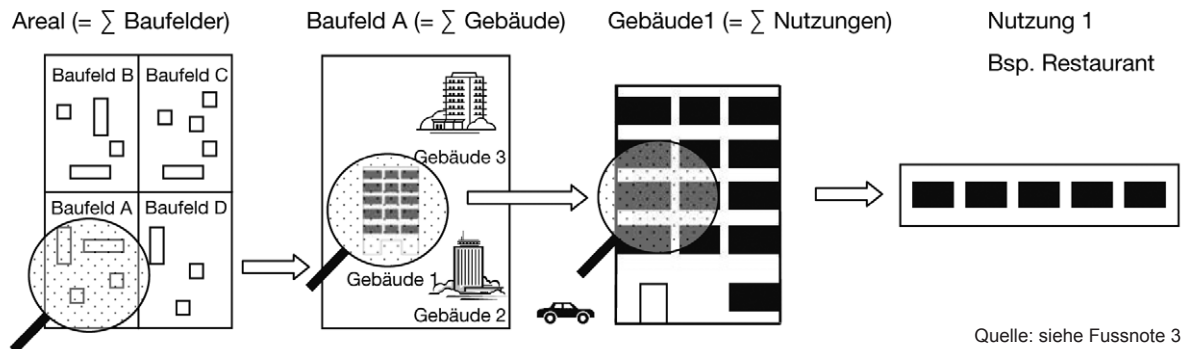 Areal (= ∑ Baufelder)
Baufeld B
Baufeld C
Baufeld A
Baufeld D
Baufeld A (= ∑ Gebäude)
Gebäude 3
Gebäude 1
Gebäude 2
Gebäude1 (= ∑ Nutzungen)
Nutzung 1
Bsp. Restaurant
Quelle: siehe Fussnote 3